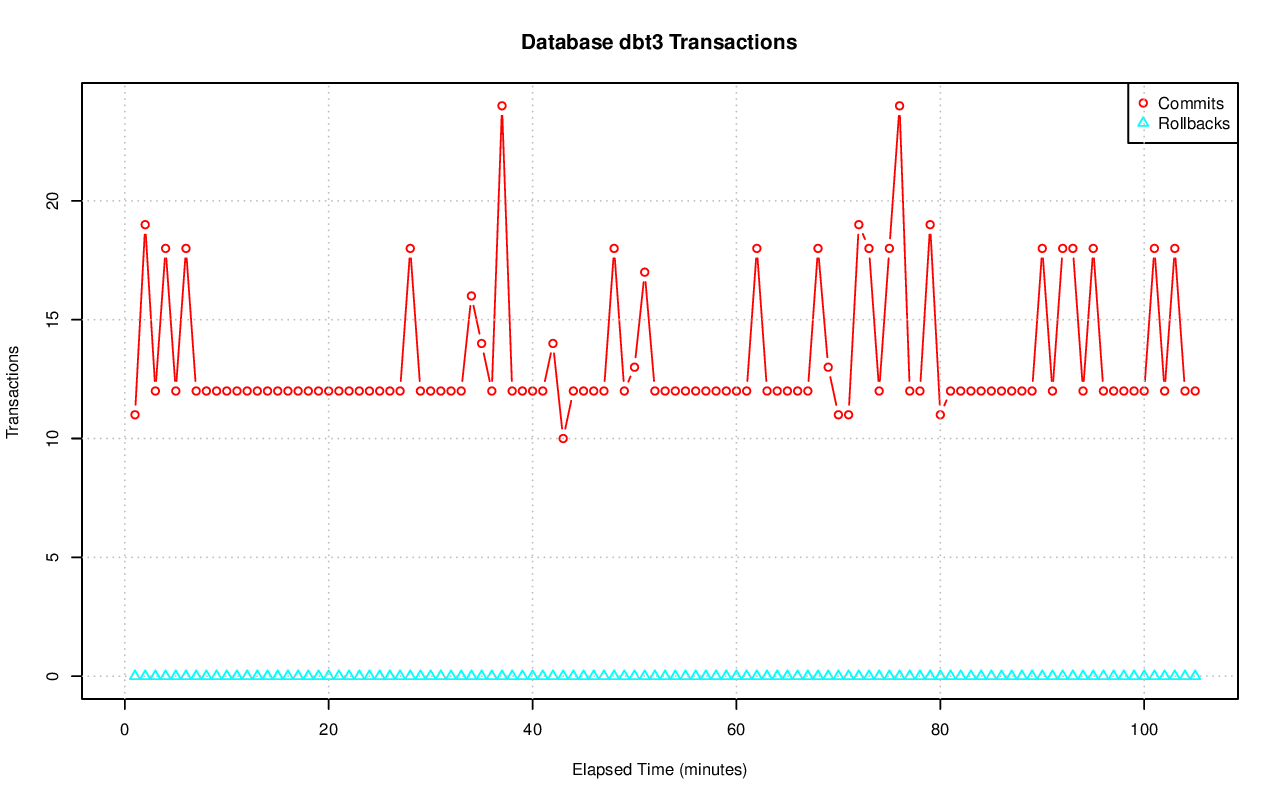 Database dbt3 Transactions
Commits
Rollbacks
Transactions
20
15
10
5
0
0 20 40 60 80 100
Elapsed Time (minutes)